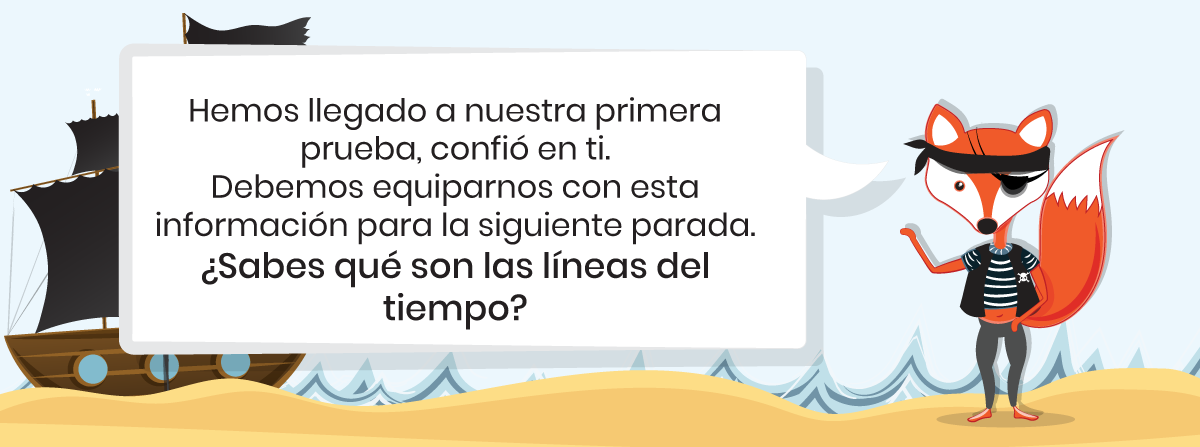 Hemos llegado a nuestra primera
prueba, confió en ti.
Debemos equiparnos con esta
información para la siguiente parada.
¿Sabes qué son las líneas del
tiempo?